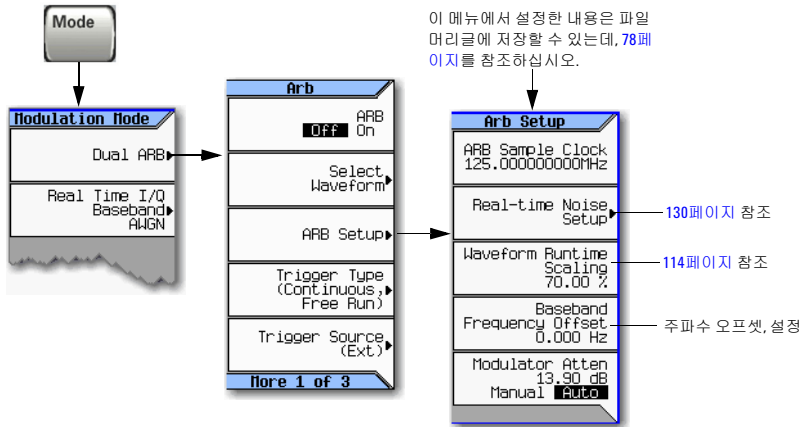 Mode
Modulation Mode
Dual ARB
Real Time I/Q
Baseband
AWGN
Arb
ARB
Off On
Select
Waveform
ARB Setup
Trigger Type
(Continuous,
Free Run)
Trigger Source
(Ext)
More 1 of 3
이 메뉴에서 설정한 내용은 파일
머리글에 저장할 수 있는데, 78페
이지를 참조하십시오.
Arb Setup
ARB Sample Clock
125.000000000MHz
Real-time Noise
Setup
130페이지 참조
Waveform Runtime
Scaling
70.00 %
114페이지 참조
Baseband
Frequency Offset
0.000 Hz
주파수 오프셋, 설정
Modulator Atten
13.90 dB
Manual Auto